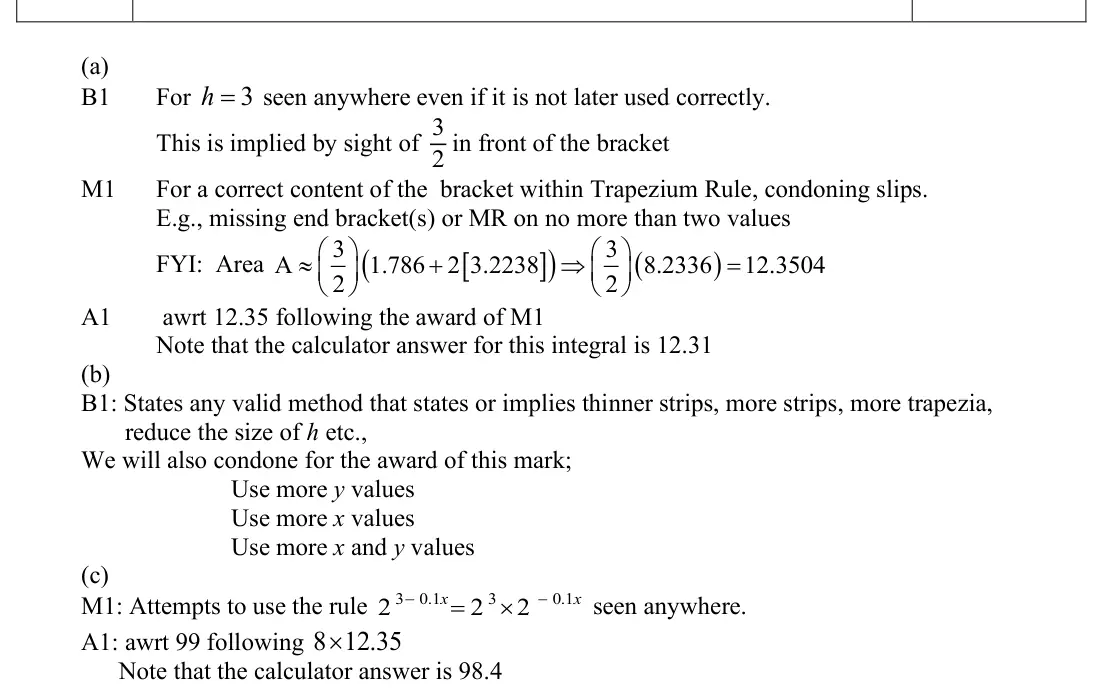 (a)
B1 For h = 3 seen anywhere even if it is not later used correctly.
This is implied by sight of 3/2 in front of the bracket
M1 For a correct content of the bracket within Trapezium Rule, condoning slips.
E.g., missing end bracket(s) or MR on no more than two values
FYI: Area A ≈ (3/2)(1.786 + 2[3.2238]) ⇒ (3/2)(8.2336) = 12.3504
A1 awrt 12.35 following the award of M1
Note that the calculator answer for this integral is 12.31
(b)
B1: States any valid method that states or implies thinner strips, more strips, more trapezia,
reduce the size of h etc.,
We will also condone for the award of this mark;
Use more y values
Use more x values
Use more x and y values
(c)
M1: Attempts to use the rule 2^(3 – 0.1x) = 2^3 × 2^(– 0.1x) seen anywhere.
A1: awrt 99 following 8×12.35
Note that the calculator answer is 98.4